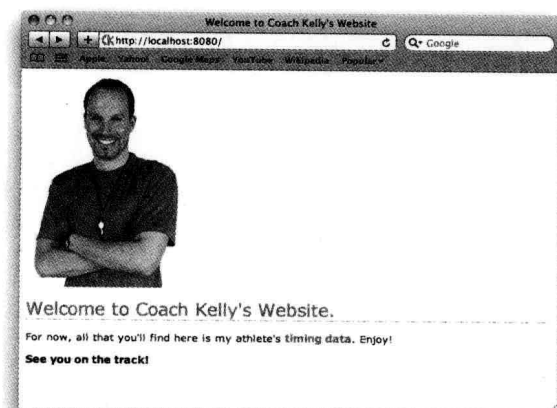 Welcome to Coach Kelly's Website
http://localhost:8080/
Google
Apple Yahoo! Google Maps YouTube Wikipedia Popular
Welcome to Coach Kelly's Website.
For now, all that you'll find here is my athlete's timing data. Enjoy!
See you on the track!